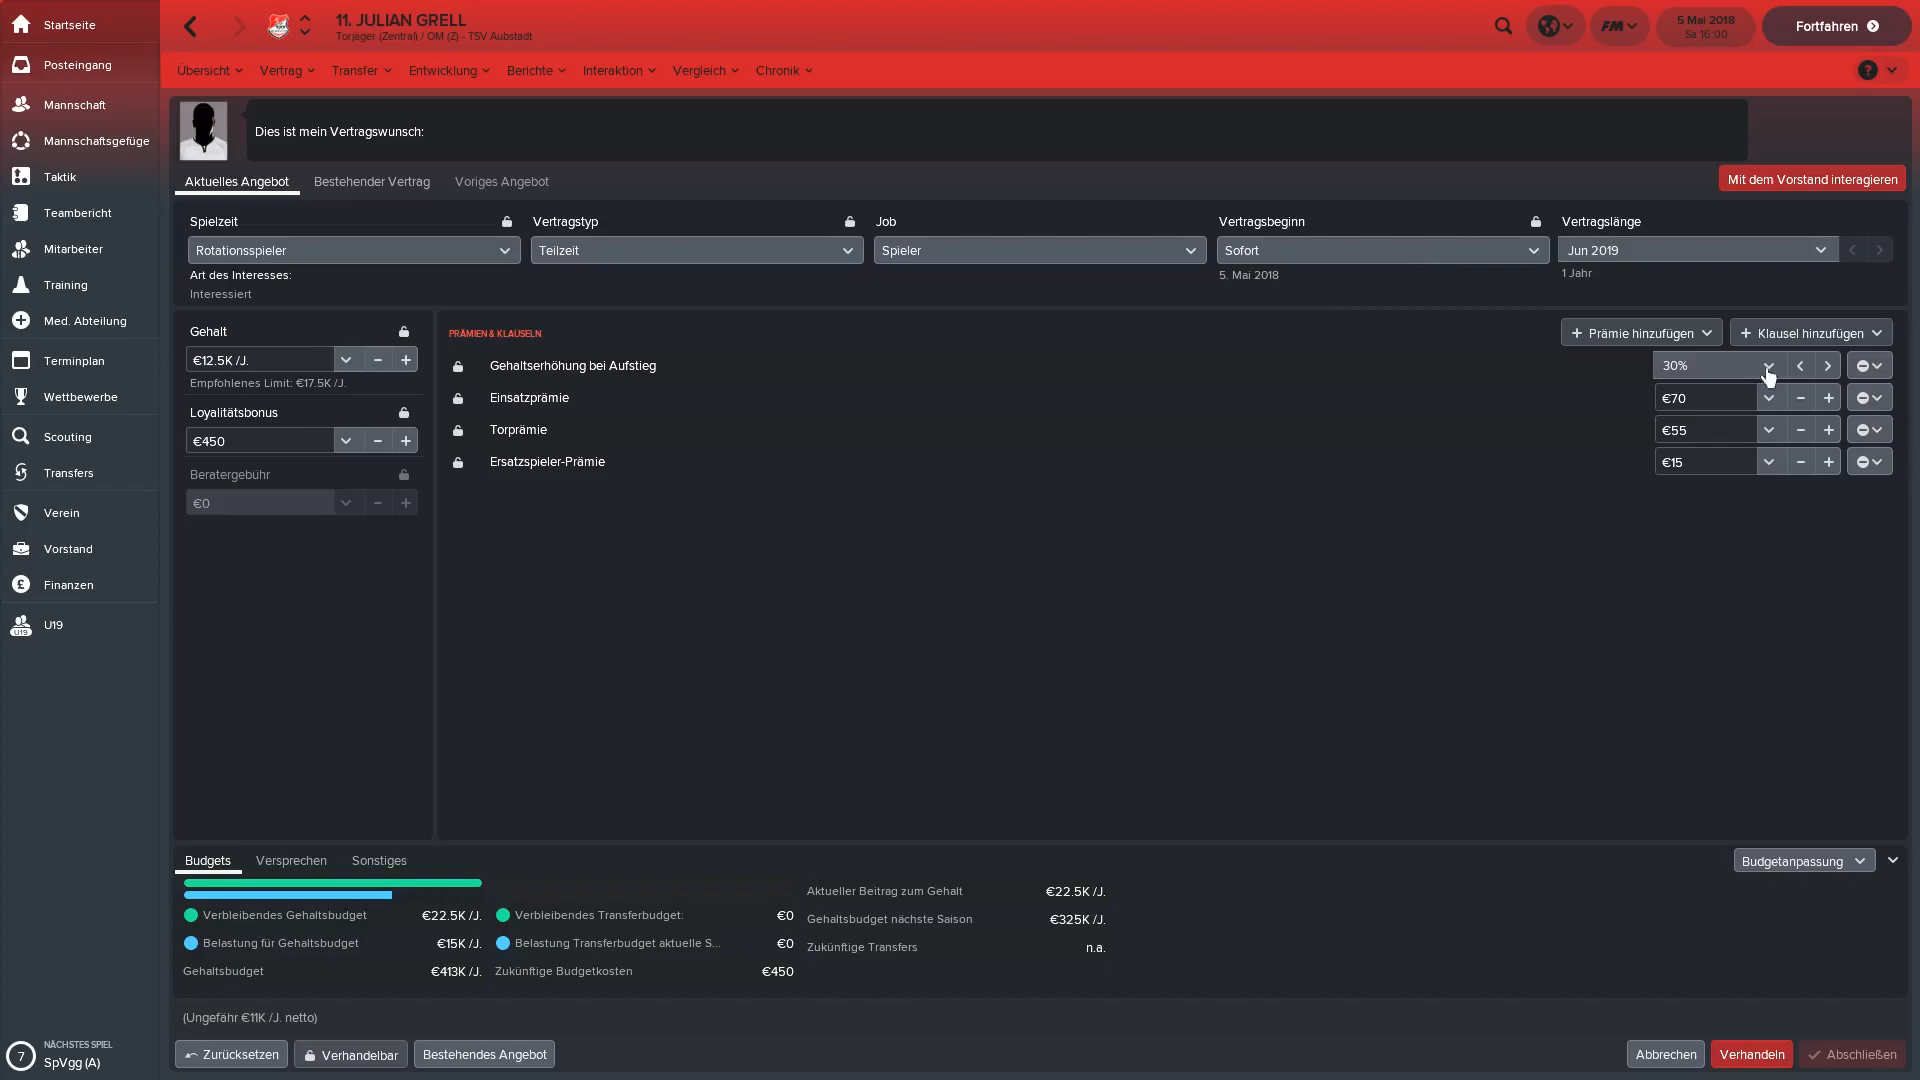 Startseite
Posteingang
Mannschaft
Mannschaftsgefüge
Taktik
Teambericht
Mitarbeiter
Training
Med. Abteilung
Terminplan
Wettbewerbe
Scouting
Transfers
Verein
Vorstand
Finanzen
U19
U19
7
NÄCHSTES SPIEL
SpVgg (A)
11. JULIAN GRELL
Torjäger (Zentral) / OM (Z) - TSV Aubstadt
FM
5 Mai 2018
Sa 16:00
Fortfahren
Übersicht Vertrag Transfer Entwicklung Berichte Interaktion Vergleich Chronik
?
Dies ist mein Vertragswunsch:
Aktuelles Angebot Bestehender Vertrag Voriges Angebot
Mit dem Vorstand interagieren
Spielzeit Vertragstyp Job Vertragsbeginn Vertragslänge
Rotationsspieler Teilzeit Spieler Sofort Jun 2019
Art des Interesses: 5. Mai 2018 1 Jahr
Interessiert
Gehalt
€12.5K /J.
Empfohlenes Limit: €17.5K /J.
Loyalitätsbonus
€450
Beratergebühr
€0
PRÄMIEN & KLAUSELN
+ Prämie hinzufügen + Klausel hinzufügen
Gehaltserhöhung bei Aufstieg 30%
Einsatzprämie €70
Torprämie €55
Ersatzspieler-Prämie €15
Budgets Versprechen Sonstiges
Budgetanpassung
Verbleibendes Gehaltsbudget €22.5K /J.
Belastung für Gehaltsbudget €15K /J.
Gehaltsbudget €413K /J.
Verbleibendes Transferbudget: €0
Belastung Transferbudget aktuelle S... €0
Zukünftige Budgetkosten €450
Aktueller Beitrag zum Gehalt €22.5K /J.
Gehaltsbudget nächste Saison €325K /J.
Zukünftige Transfers n.a.
(Ungefähr €11K /J. netto)
Zurücksetzen Verhandelbar Bestehendes Angebot
Abbrechen Verhandeln Abschließen